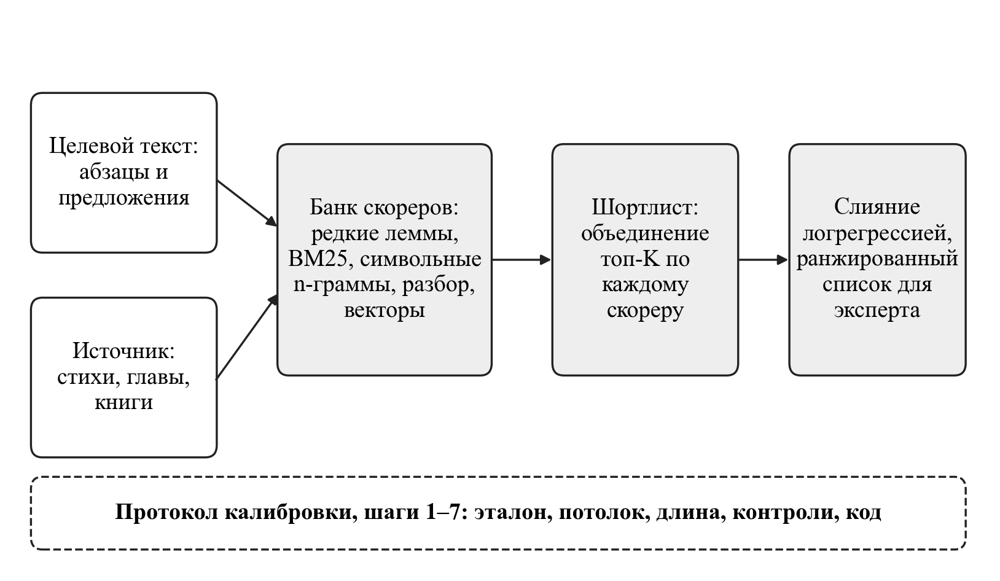 Целевой текст:
абзацы и
предложения
Источник:
стихи, главы,
книги
Банк скореров:
редкие леммы,
BM25, символьные
n-граммы, разбор,
векторы
Шортлист:
объединение
топ-K по
каждому
скореру
Слияние
логрегрессией,
ранжированный
список для
эксперта
Протокол калибровки, шаги 1–7: эталон, потолок, длина, контроли, код